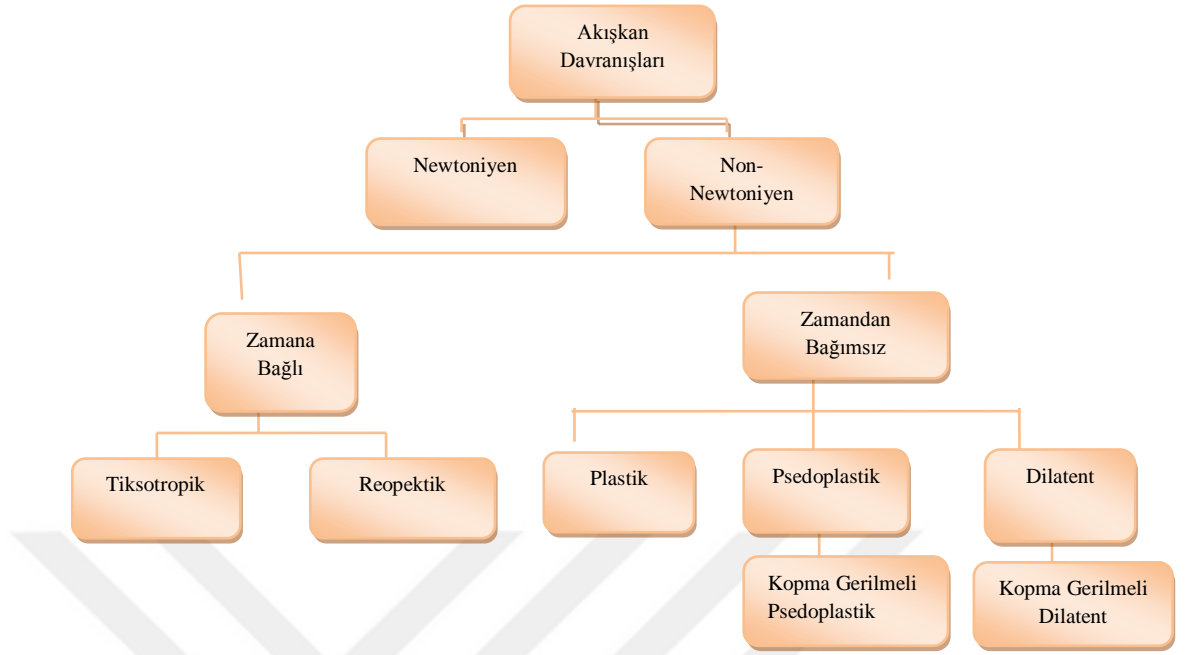 Akışkan
Davranışları
Newtoniyen
Non-
Newtoniyen
Zamana
Bağlı
Zamandan
Bağımsız
Tiksotropik
Reopektik
Plastik
Psedoplastik
Dilatent
Kopma Gerilmeli
Psedoplastik
Kopma Gerilmeli
Dilatent